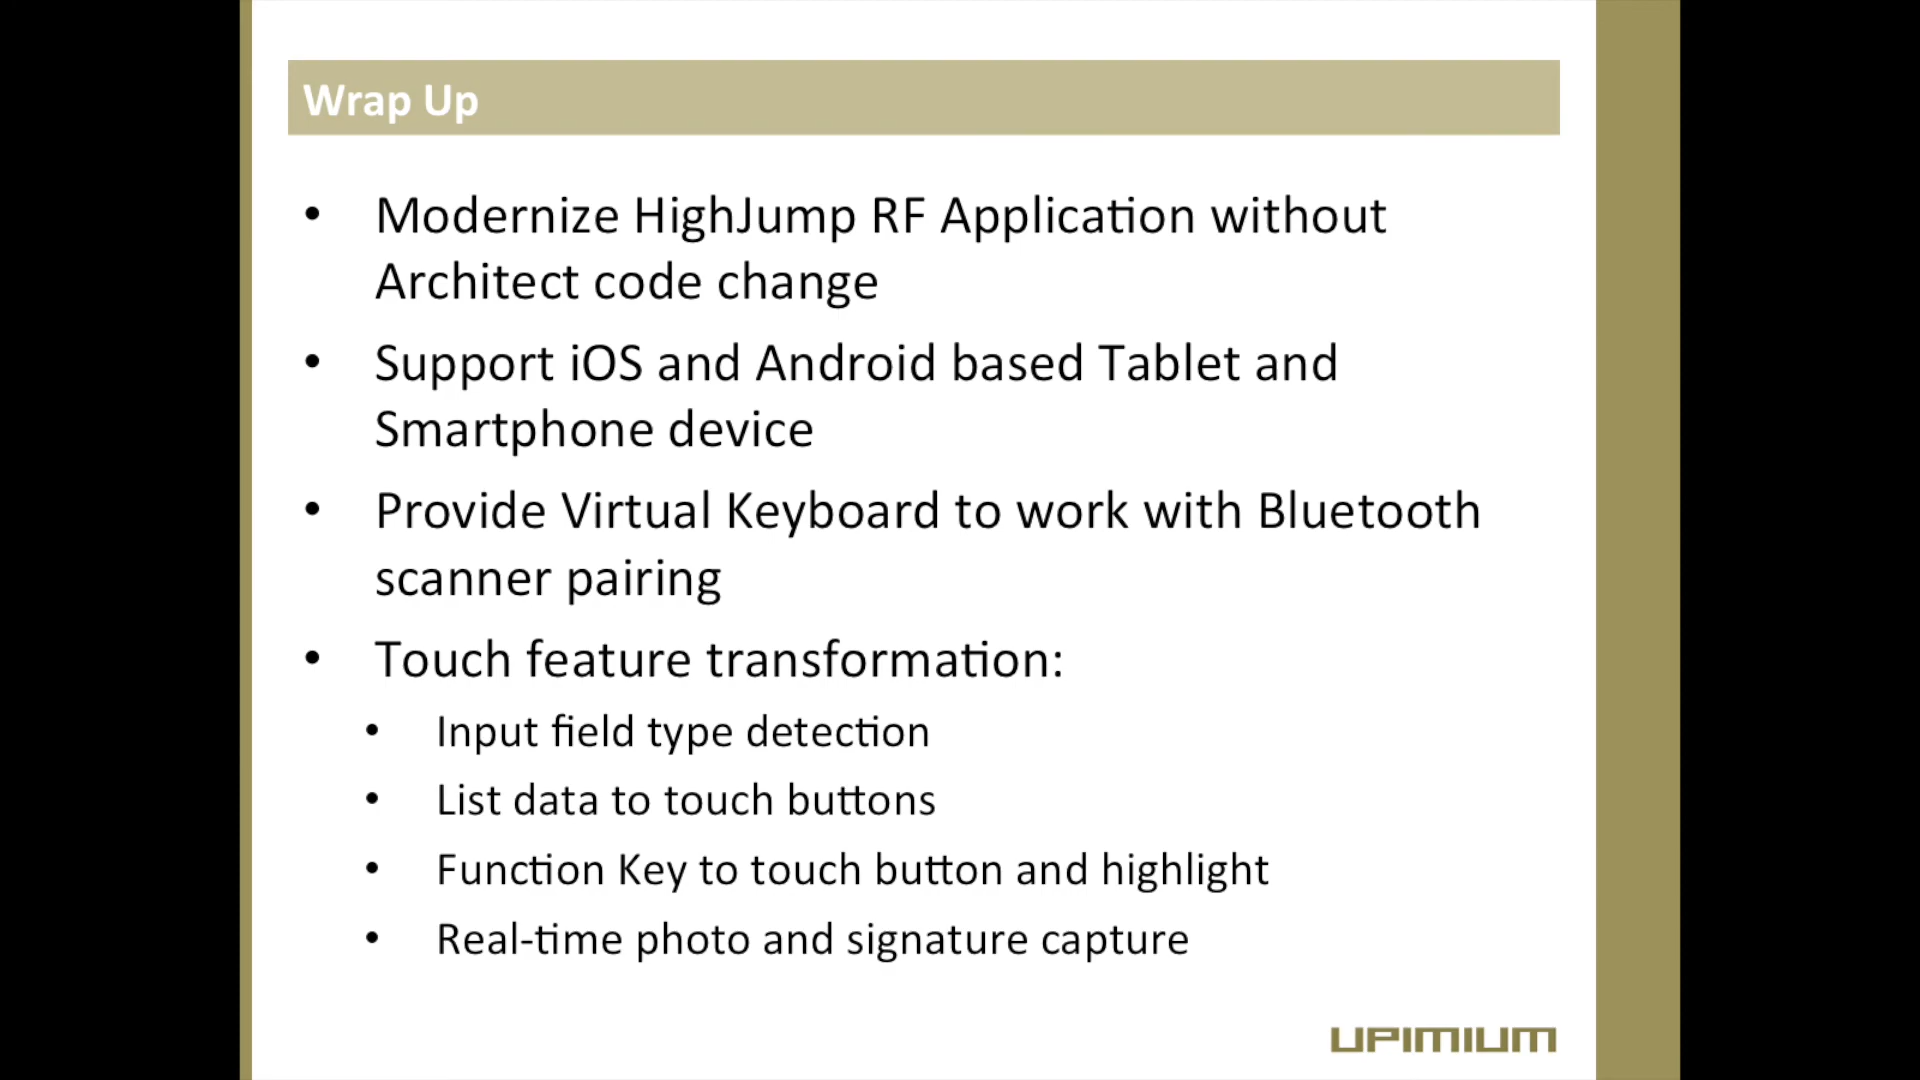 Wrap Up
• Modernize HighJump RF Application without
Architect code change
• Support iOS and Android based Tablet and
Smartphone device
• Provide Virtual Keyboard to work with Bluetooth
scanner pairing
• Touch feature transformation:
• Input field type detection
• List data to touch buttons
• Function Key to touch button and highlight
• Real-time photo and signature capture
UPIMIUM